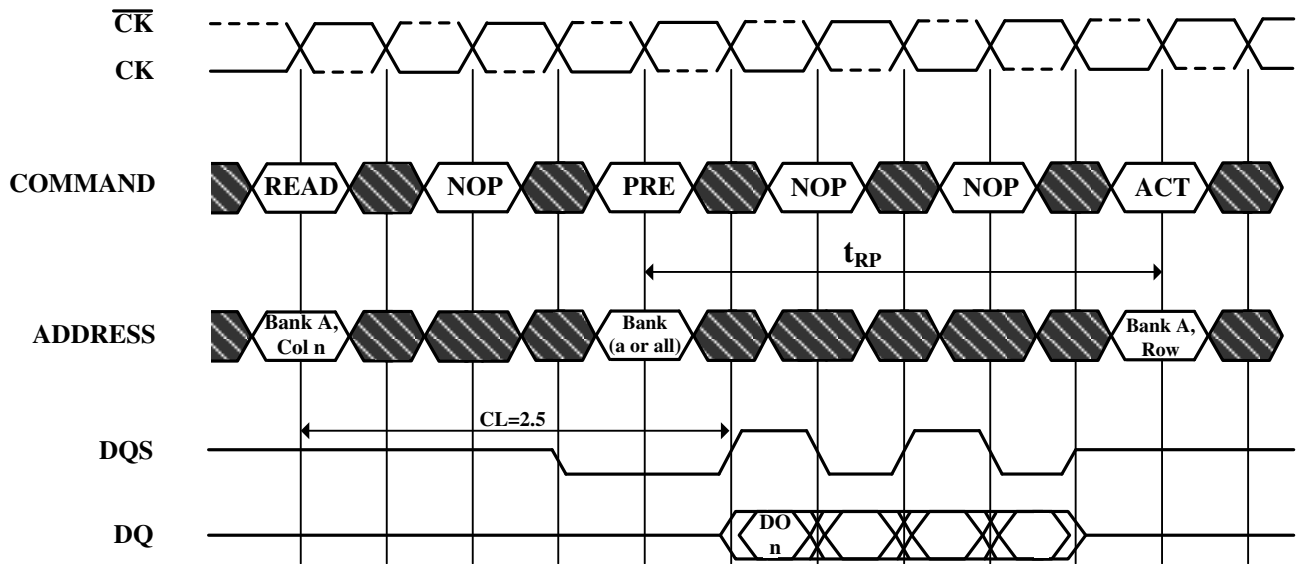 C̅K̅
CK
COMMAND
READ NOP PRE NOP NOP ACT
tRP
ADDRESS
Bank A,
Col n
Bank
(a or all)
Bank A,
Row
CL=2.5
DQS
DQ
DO
n